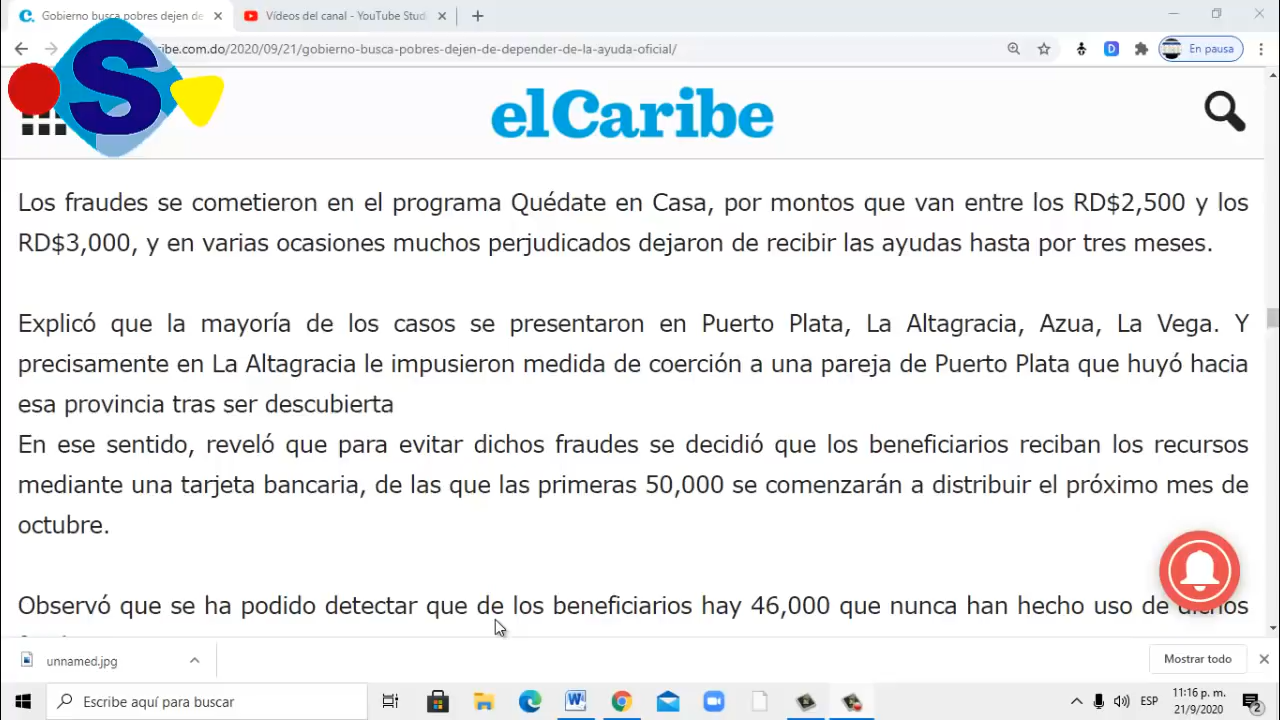 Gobierno busca pobres dejen de
Vídeos del canal - YouTube Stud
ibe.com.do/2020/09/21/gobierno-busca-pobres-dejen-de-depender-de-la-ayuda-oficial/
D
En pausa
S
elCaribe
Los fraudes se cometieron en el programa Quédate en Casa, por montos que van entre los RD$2,500 y los
RD$3,000, y en varias ocasiones muchos perjudicados dejaron de recibir las ayudas hasta por tres meses.
Explicó que la mayoría de los casos se presentaron en Puerto Plata, La Altagracia, Azua, La Vega. Y
precisamente en La Altagracia le impusieron medida de coerción a una pareja de Puerto Plata que huyó hacia
esa provincia tras ser descubierta
En ese sentido, reveló que para evitar dichos fraudes se decidió que los beneficiarios reciban los recursos
mediante una tarjeta bancaria, de las que las primeras 50,000 se comenzarán a distribuir el próximo mes de
octubre.
Observó que se ha podido detectar que de los beneficiarios hay 46,000 que nunca han hecho uso de dichos
unnamed.jpg
Mostrar todo
Escribe aquí para buscar
ESP
11:16 p. m.
21/9/2020
2